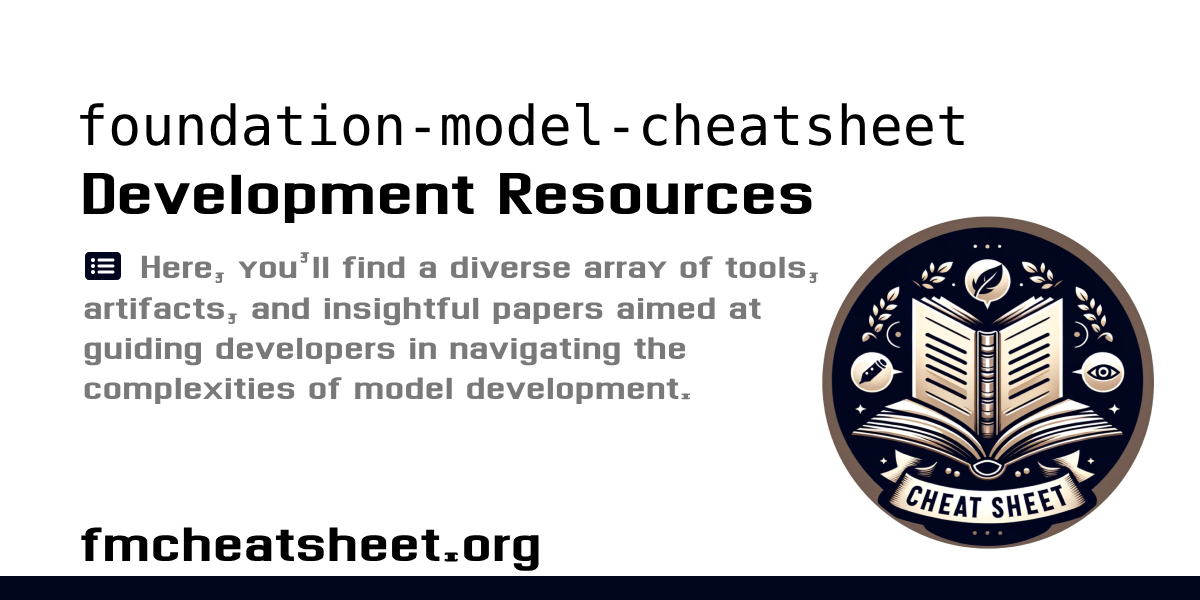 foundation-model-cheatsheet
Development Resources
Here, you'll find a diverse array of tools,
artifacts, and insightful papers aimed at
guiding developers in navigating the
complexities of model development.
CHEAT SHEET
fmcheatsheet.org